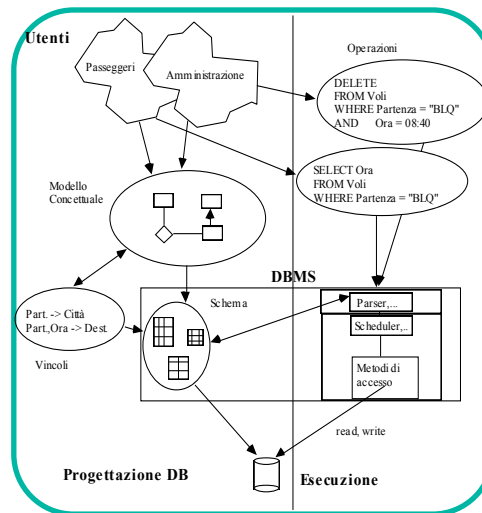 Utenti
Passeggeri
Amministrazione
Operazioni
DELETE
FROM Voli
WHERE Partenza = "BLQ"
AND Ora = 08:40
SELECT Ora
FROM Voli
WHERE Partenza = "BLQ"
Modello
Concettuale
DBMS
Part. -> Città
Part.,Ora -> Dest.
Vincoli
Schema
Parser,...
Scheduler,..
Metodi di
accesso
read, write
Progettazione DB
Esecuzione